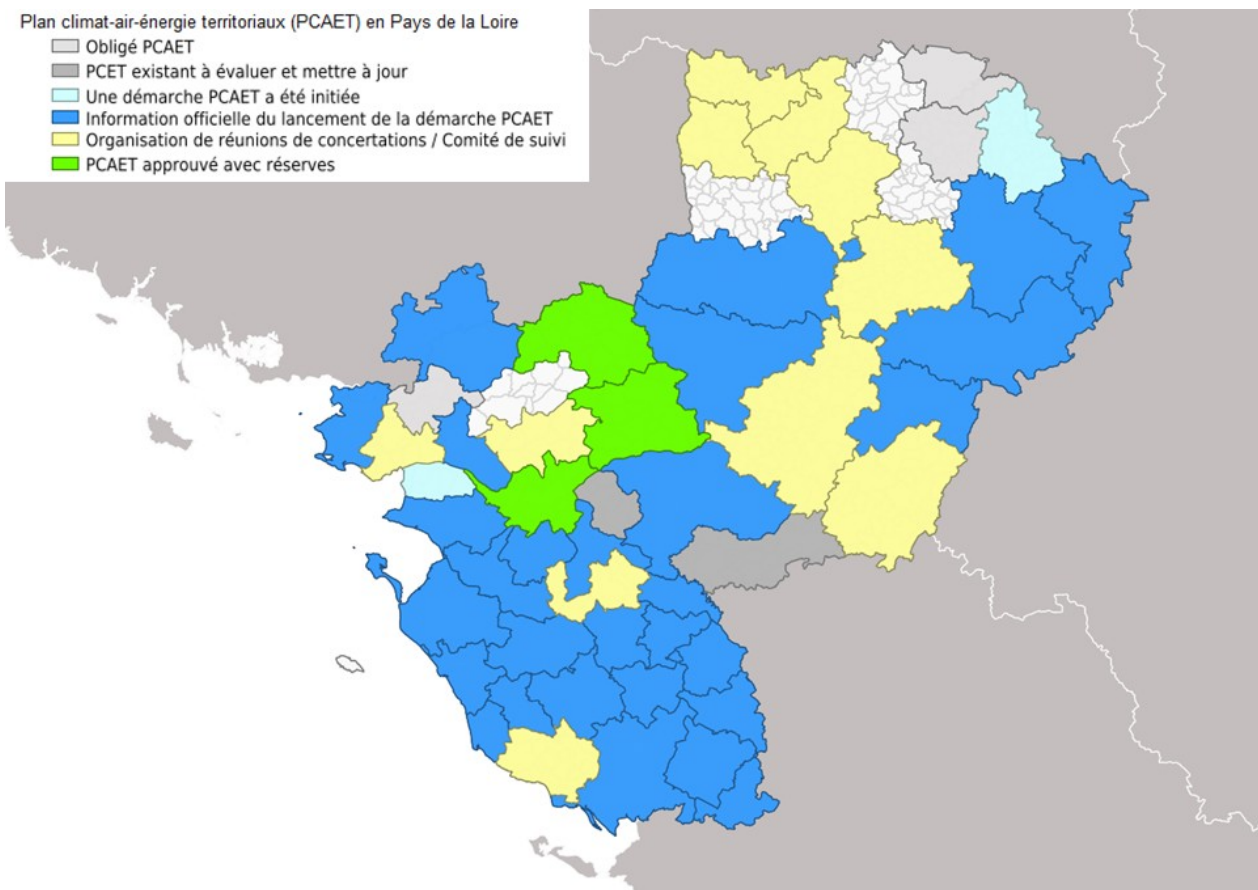 Plan climat-air-énergie territoriaux (PCAET) en Pays de la Loire
Obligé PCAET
PCET existant à évaluer et mettre à jour
Une démarche PCAET a été initiée
Information officielle du lancement de la démarche PCAET
Organisation de réunions de concertations / Comité de suivi
PCAET approuvé avec réserves